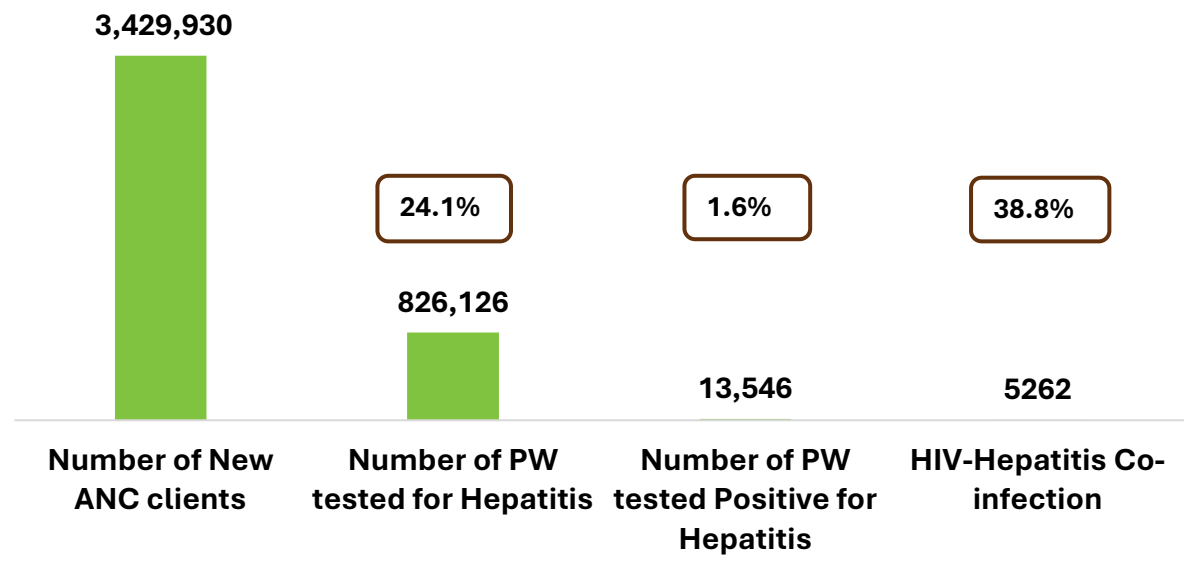 3,429,930
24.1%
1.6%
38.8%
826,126
13,546
5262
Number of New
ANC clients
Number of PW
tested for Hepatitis
Number of PW
tested Positive for
Hepatitis
HIV-Hepatitis Co-
infection